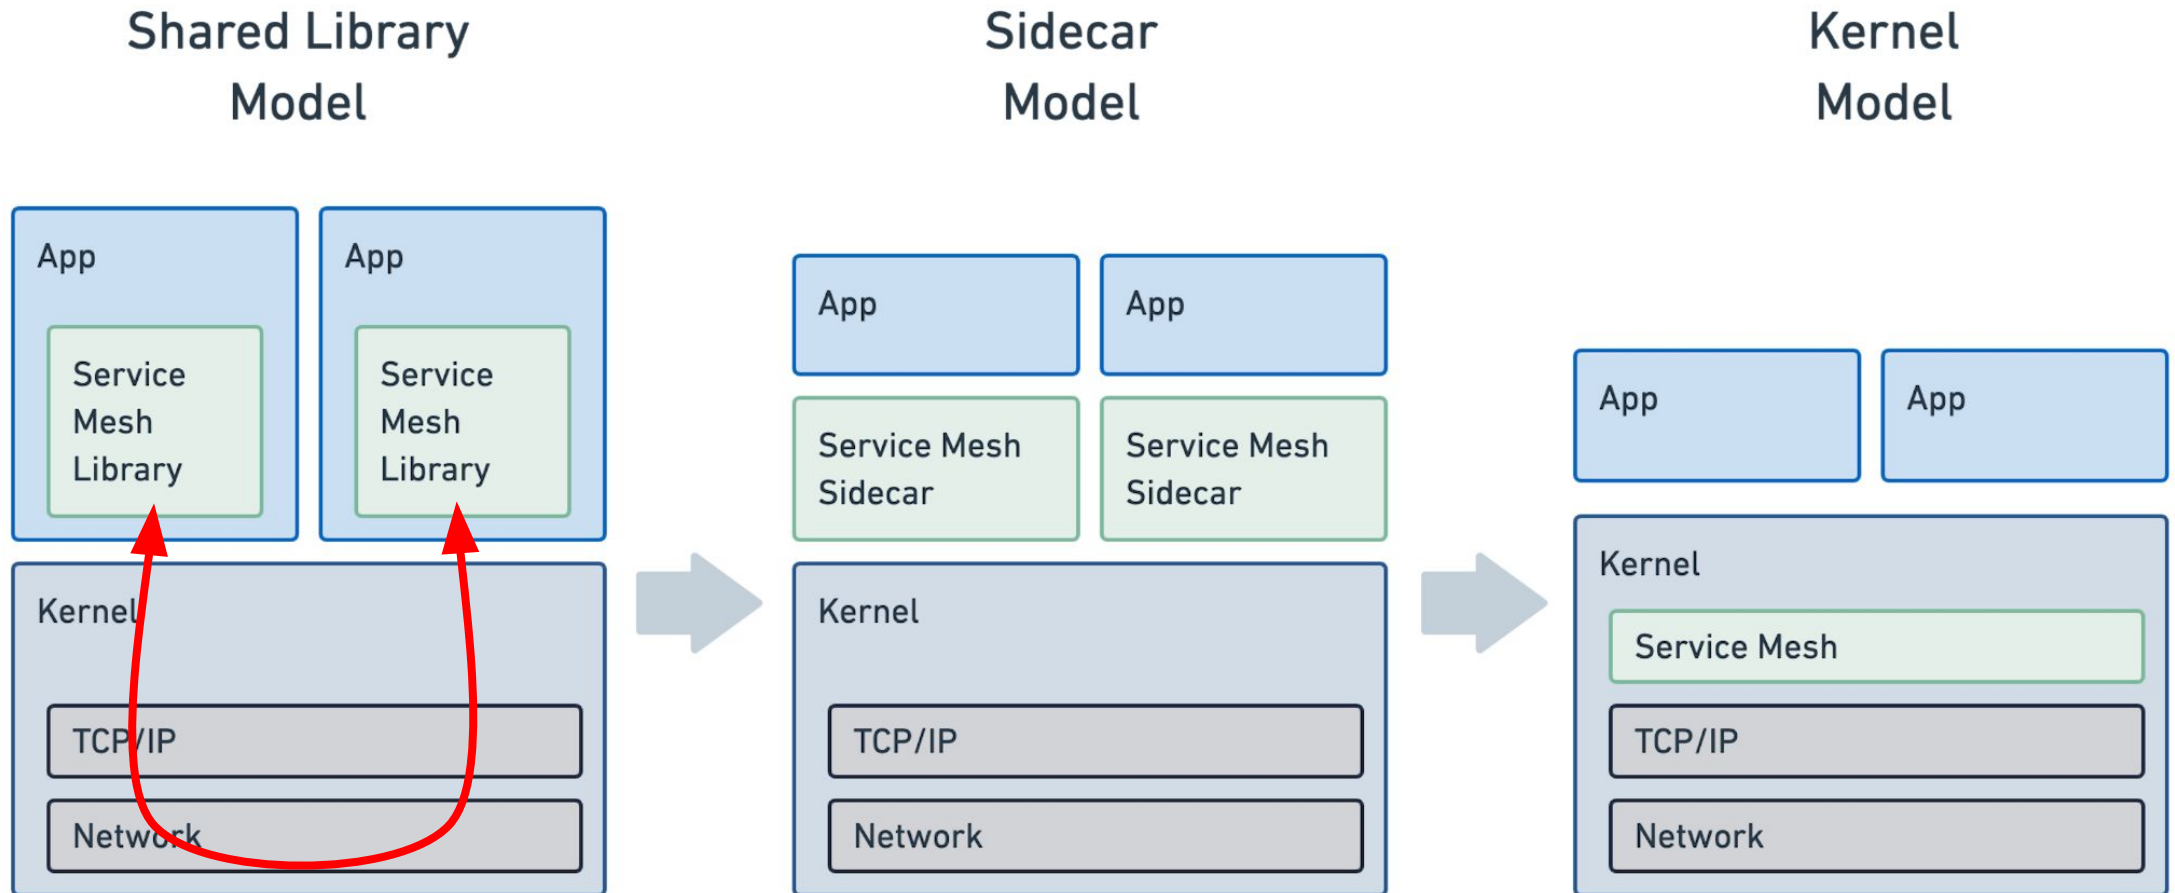 Shared Library
Model
Sidecar
Model
Kernel
Model
App
Service
Mesh
Library
App
Service
Mesh
Library
Kernel
TCP/IP
Network
App
App
Service Mesh
Sidecar
Service Mesh
Sidecar
Kernel
TCP/IP
Network
App
App
Kernel
Service Mesh
TCP/IP
Network